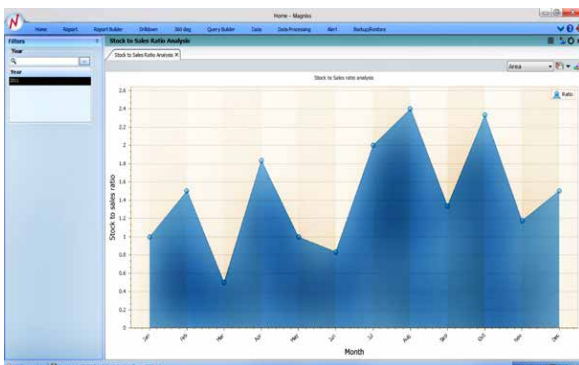 Home - Magniss
N
Home Report Report Builder Drilldown 360 deg Query Builder Data Data Processing Alert Backup/Restore
Filters
Stock to Sales Ratio Analysis
Year
Stock to Sales Ratio Analysis X
Area
Year
2011
Stock to Sales ratio analysis
Ratio
2.6
2.4
2.2
2
1.8
1.6
1.4
1.2
1
0.8
0.6
0.4
0.2
0
Stock to sales ratio
Jan Feb Mar Apr May Jun Jul Aug Sep Oct Nov Dec
Month